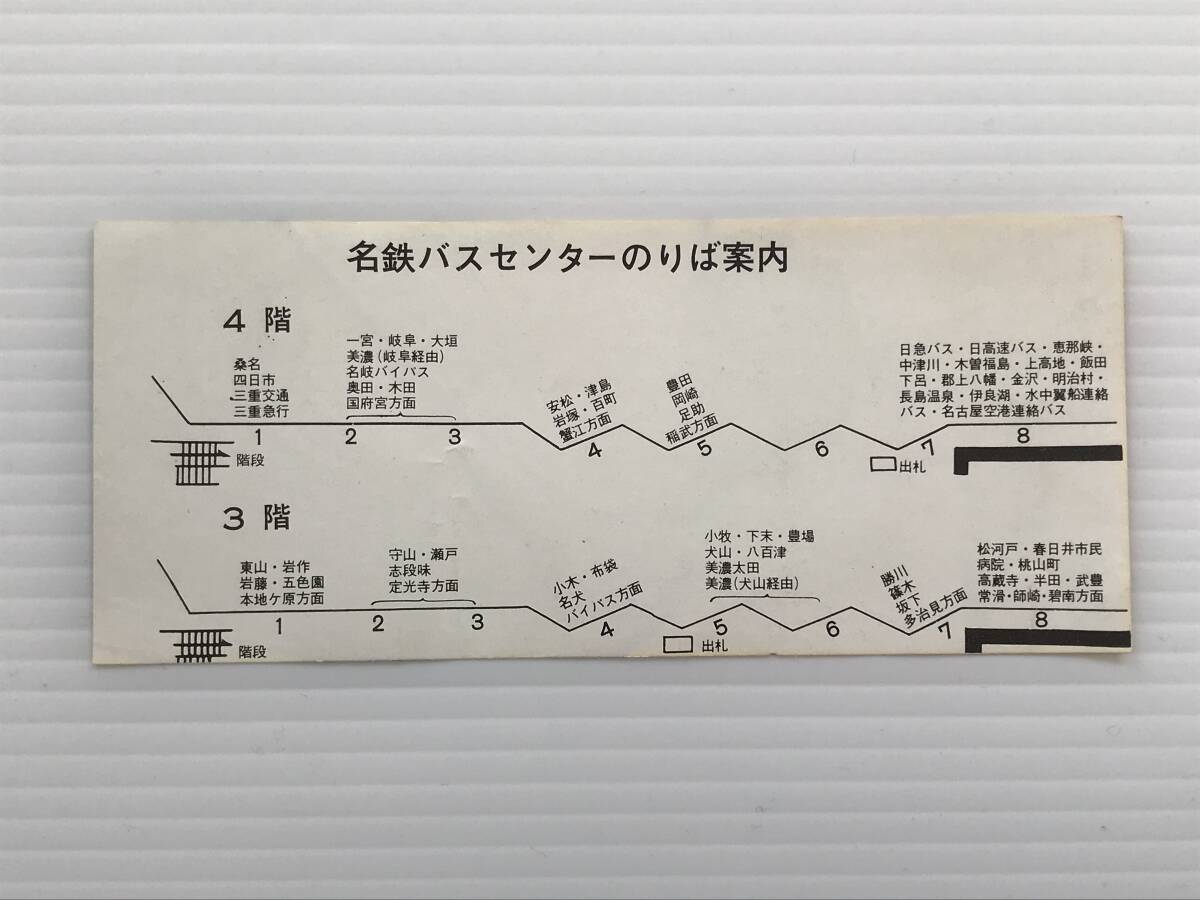 名鉄バスセンターのりば案内
4 階
桑名
四日市
三重交通
三重急行
一宮・岐阜・大垣
美濃(岐阜経由)
名岐バイパス
奥田・木田
国府宮方面
安松・津島
岩塚・百町
蟹江方面
豊田
岡崎
足助
稲武方面
日急バス・日高速バス・恵那峡・
中津川・木曽福島・上高地・飯田
下呂・郡上八幡・金沢・明治村・
長島温泉・伊良湖・水中翼船連絡
バス・名古屋空港連絡バス
1 2 3 4 5 6 7 8
階段
出札
3 階
東山・岩作
岩藤・五色園
本地ケ原方面
守山・瀬戸
志段味
定光寺方面
小木・布袋
名犬
バイパス方面
小牧・下末・豊場
犬山・八百津
美濃太田
美濃(犬山経由)
勝川
篠木
坂下
多治見方面
松河戸・春日井市民
病院・桃山町
高蔵寺・半田・武豊
常滑・師崎・碧南方面
1 2 3 4 5 6 7 8
階段
出札